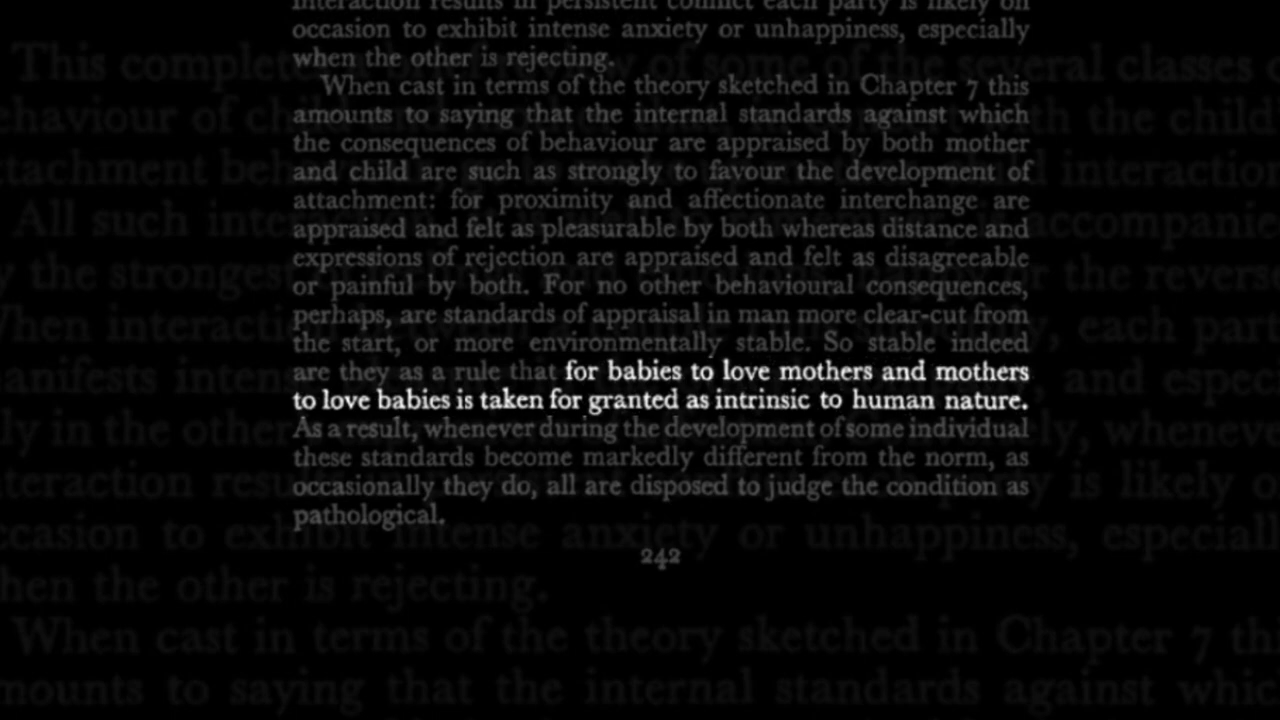 interaction results in persistent conflict each party is likely on
occasion to exhibit intense anxiety or unhappiness, especially
when the other is rejecting.
When cast in terms of the theory sketched in Chapter 7 this
amounts to saying that the internal standards against which
the consequences of behaviour are appraised by both mother
and child are such as strongly to favour the development of
attachment: for proximity and affectionate interchange are
appraised and felt as pleasurable by both whereas distance and
expressions of rejection are appraised and felt as disagreeable
or painful by both. For no other behavioural consequences,
perhaps, are standards of appraisal in man more clear-cut from
the start, or more environmentally stable. So stable indeed
are they as a rule that for babies to love mothers and mothers
to love babies is taken for granted as intrinsic to human nature.
As a result, whenever during the development of some individual
these standards become markedly different from the norm, as
occasionally they do, all are disposed to judge the condition as
pathological.
242